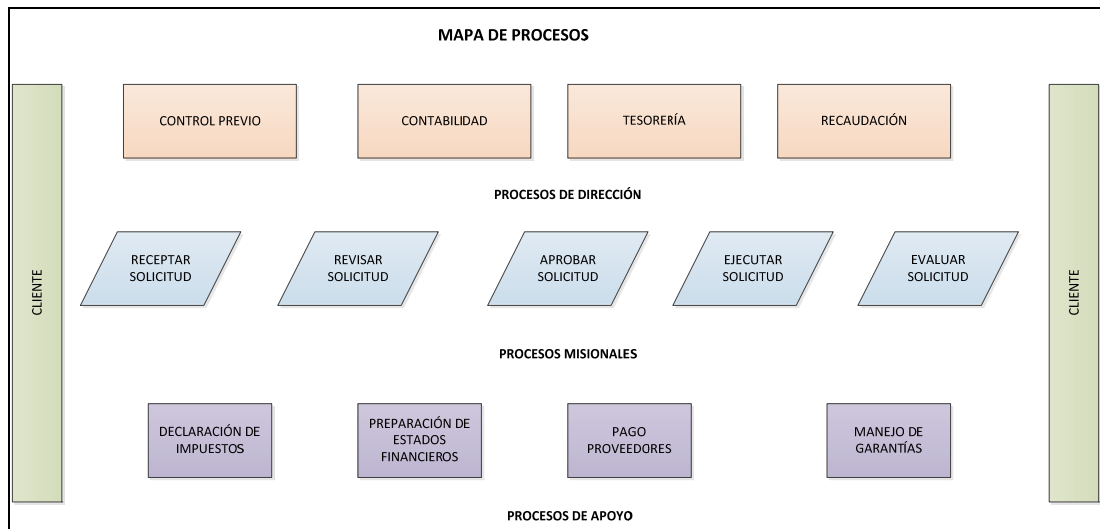 MAPA DE PROCESOS
CLIENTE
CONTROL PREVIO
CONTABILIDAD
TESORERÍA
RECAUDACIÓN
PROCESOS DE DIRECCIÓN
RECEPTAR
SOLICITUD
REVISAR
SOLICITUD
APROBAR
SOLICITUD
EJECUTAR
SOLICITUD
EVALUAR
SOLICITUD
PROCESOS MISIONALES
DECLARACIÓN DE
IMPUESTOS
PREPARACIÓN DE
ESTADOS
FINANCIEROS
PAGO
PROVEEDORES
MANEJO DE
GARANTÍAS
PROCESOS DE APOYO
CLIENTE